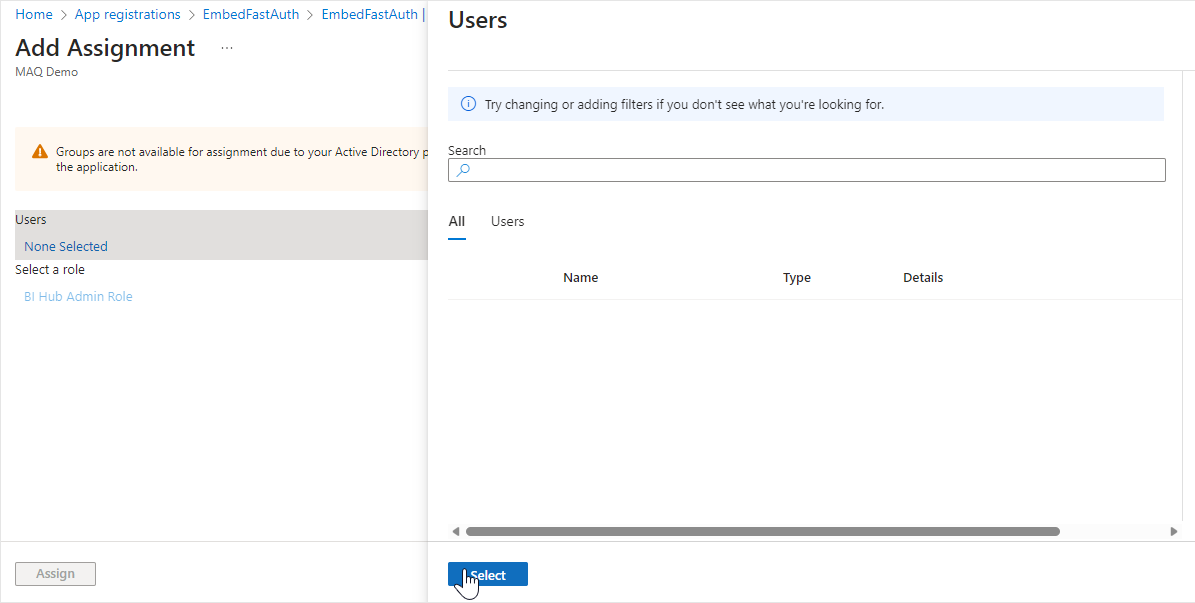 Home > App registrations > EmbedFastAuth > EmbedFastAuth |
Add Assignment ...
MAQ Demo
Groups are not available for assignment due to your Active Directory
the application.
Users
None Selected
Select a role
BI Hub Admin Role
Assign
Users
Try changing or adding filters if you don't see what you're looking for.
Search
All Users
Name Type Details
Select